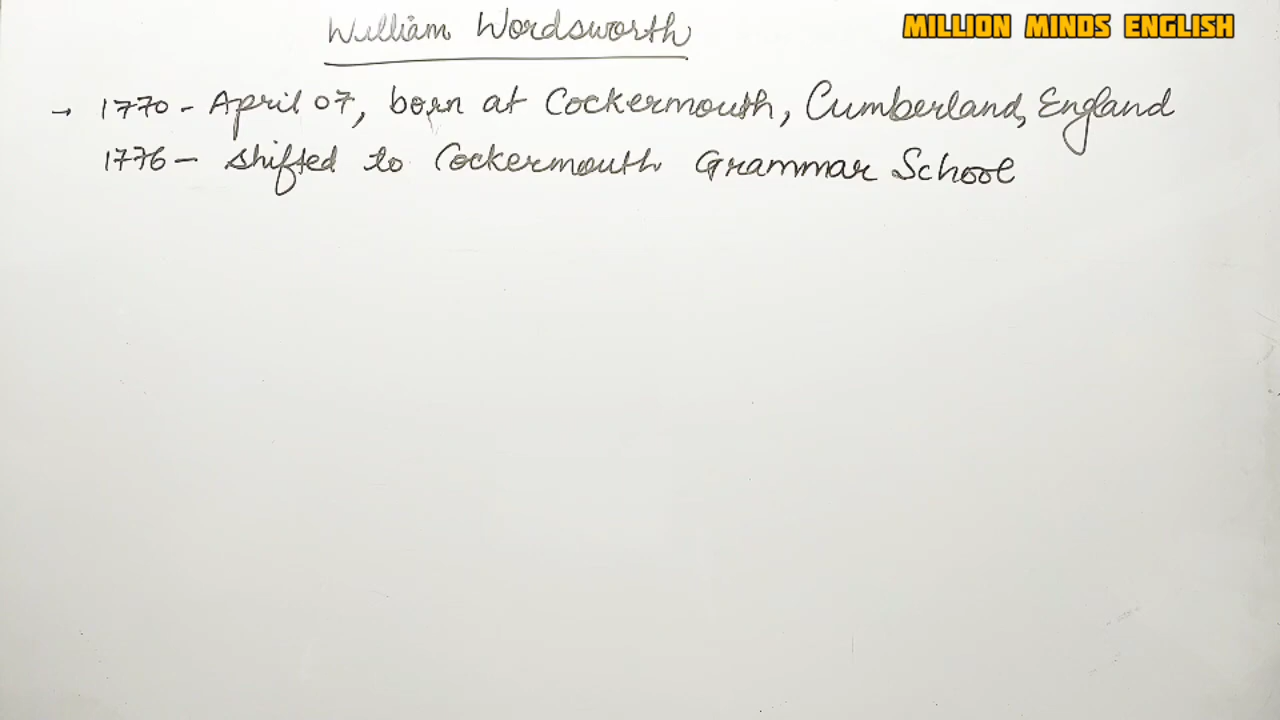 William Wordsworth
MILLION MINDS ENGLISH
→ 1770 - April 07, born at Cockermouth, Cumberland, England
1776 - shifted to Cockermouth Grammar School